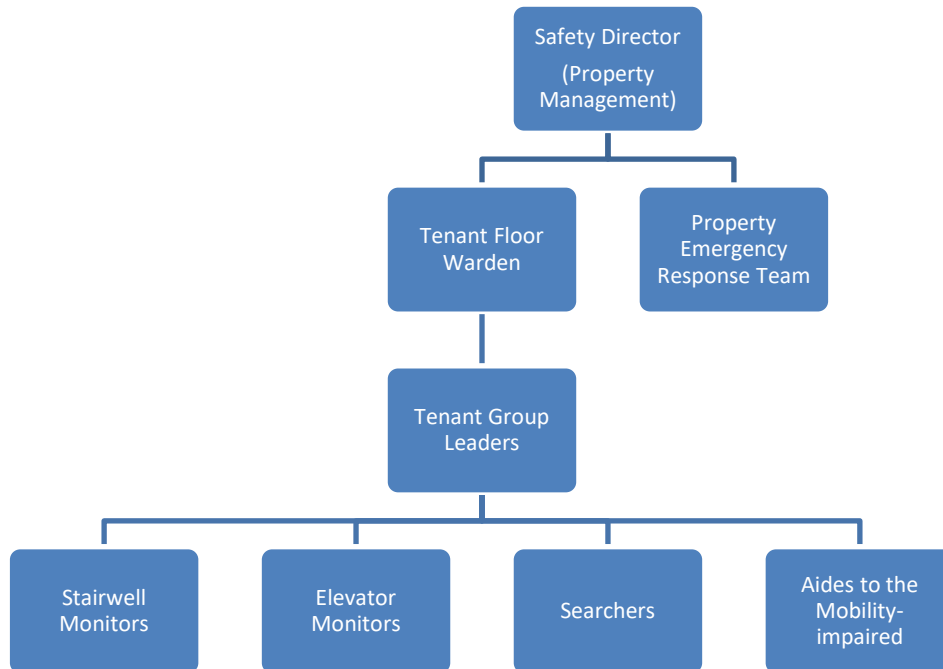 Safety Director
(Property
Management)
Tenant Floor
Warden
Property
Emergency
Response Team
Tenant Group
Leaders
Stairwell
Monitors
Elevator
Monitors
Searchers
Aides to the
Mobility-
impaired